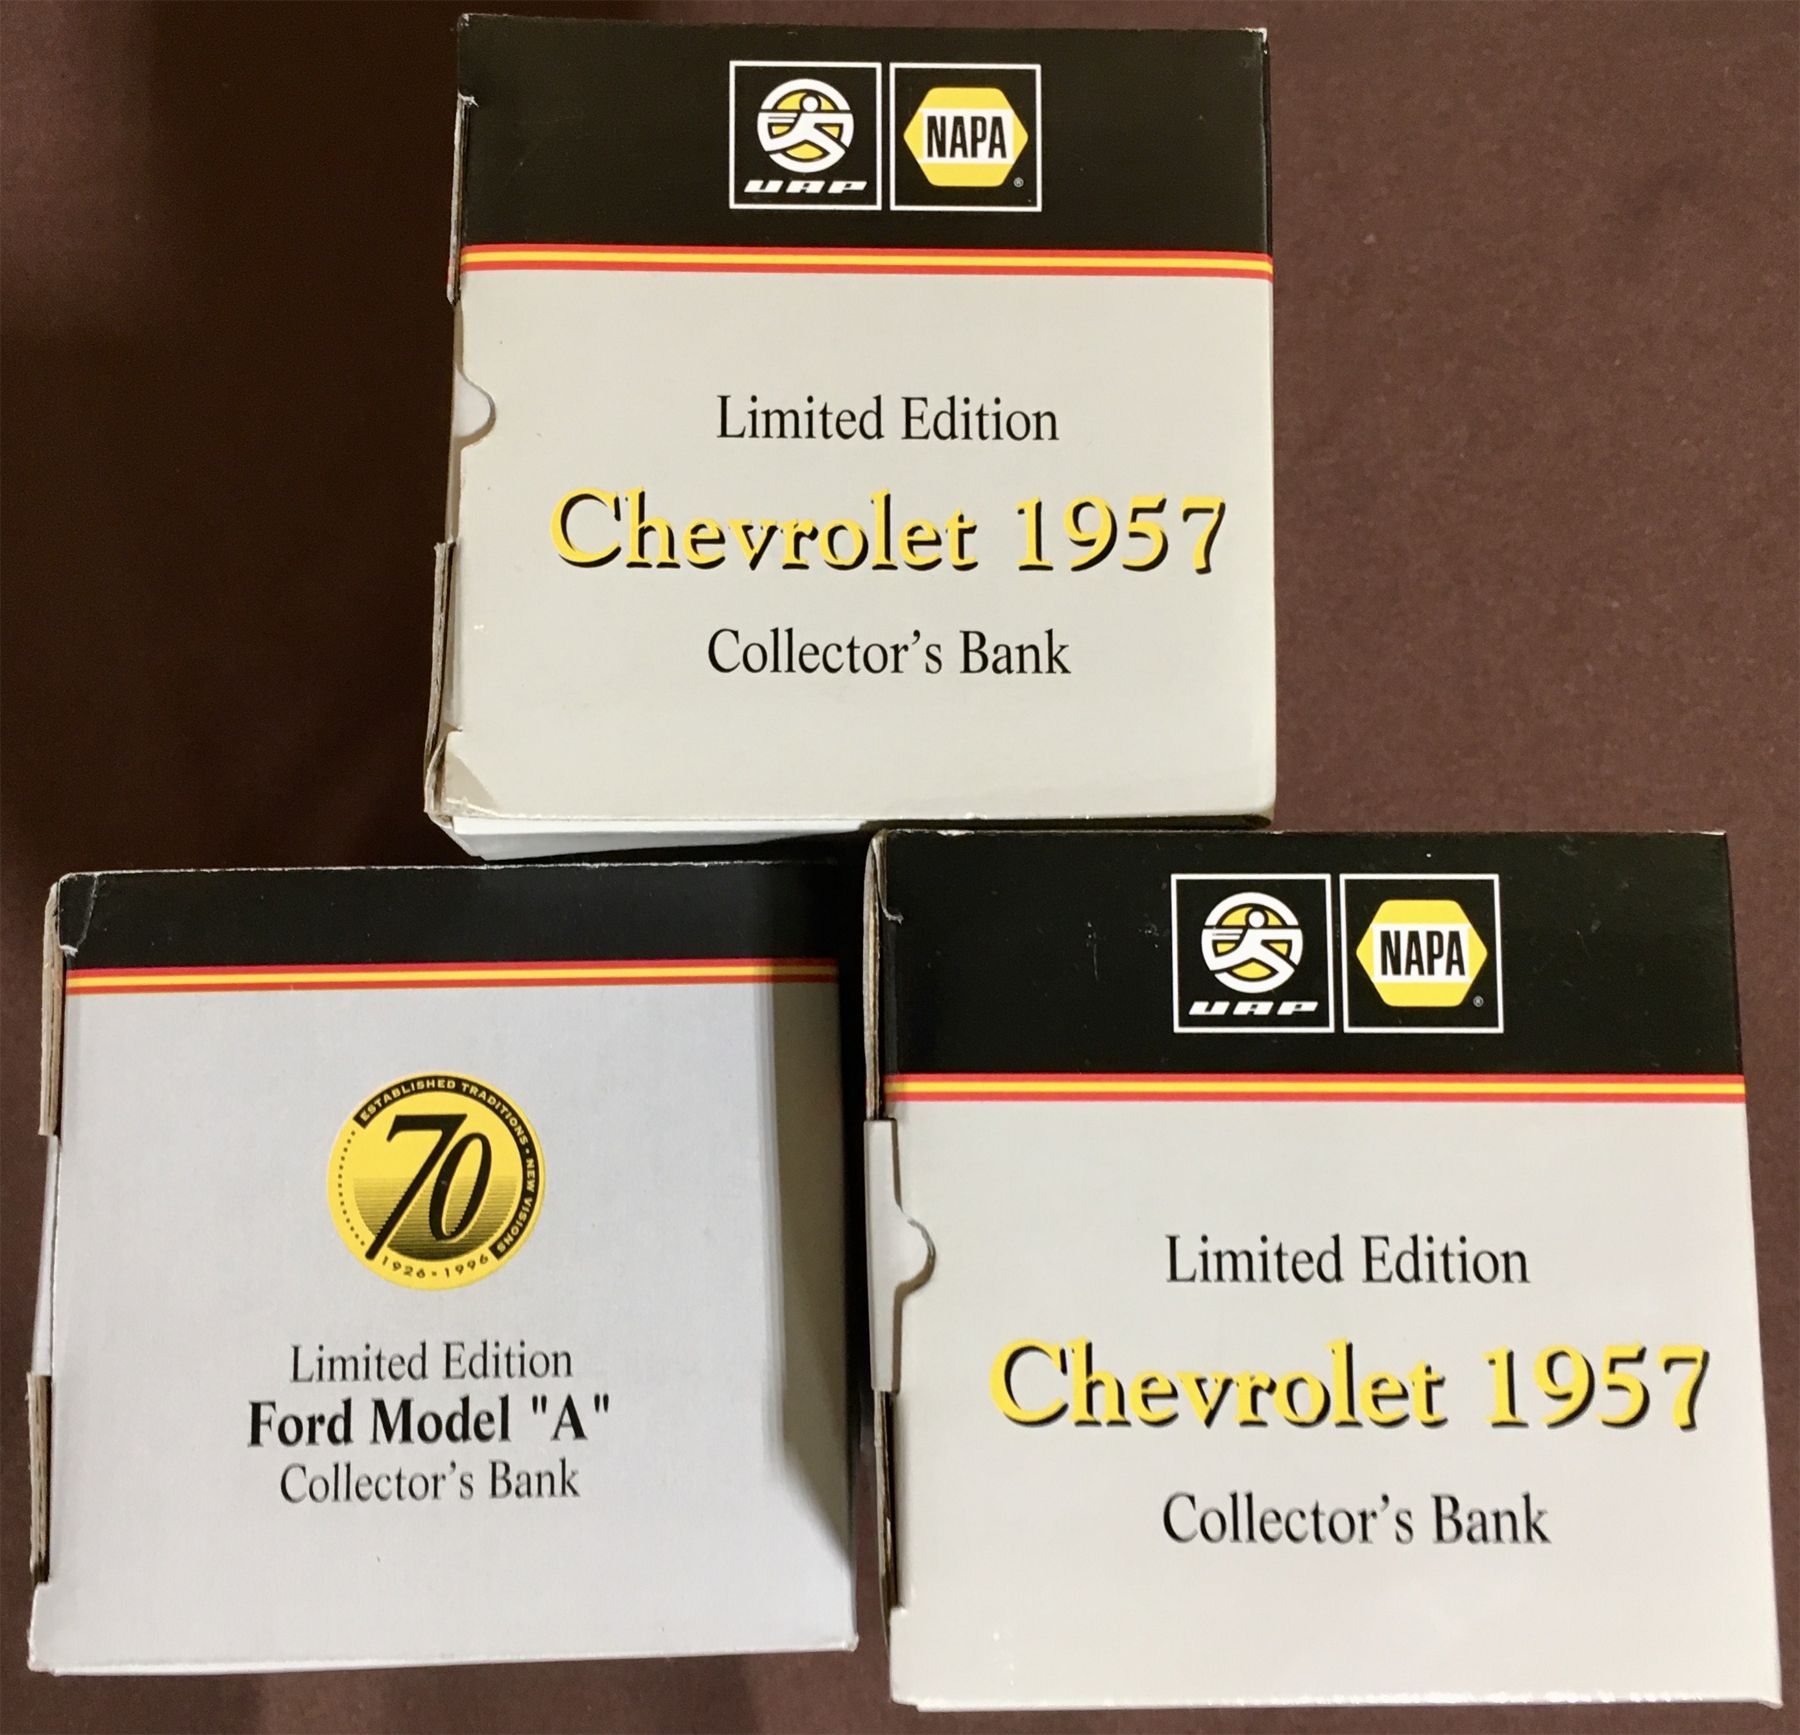 UAP NAPA ®
Limited Edition
Chevrolet 1957
Collector's Bank
ESTABLISHED TRADITIONS • NEW VISIONS
70
1926 • 1996
Limited Edition
Ford Model "A"
Collector's Bank
UAP NAPA ®
Limited Edition
Chevrolet 1957
Collector's Bank